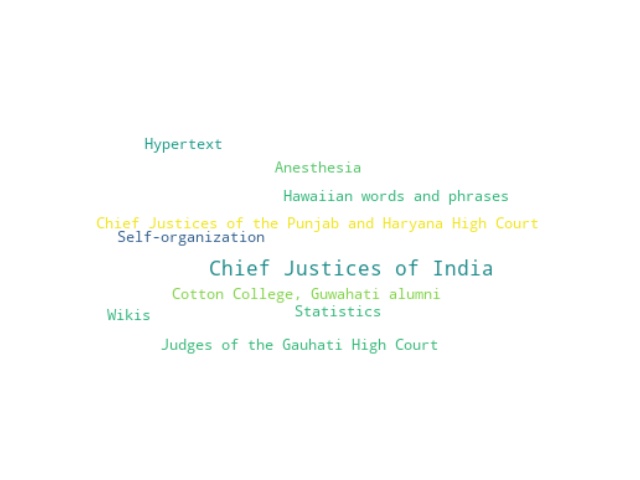 Hypertext
Anesthesia
Hawaiian words and phrases
Chief Justices of the Punjab and Haryana High Court
Self-organization
Chief Justices of India
Cotton College, Guwahati alumni
Statistics
Wikis
Judges of the Gauhati High Court